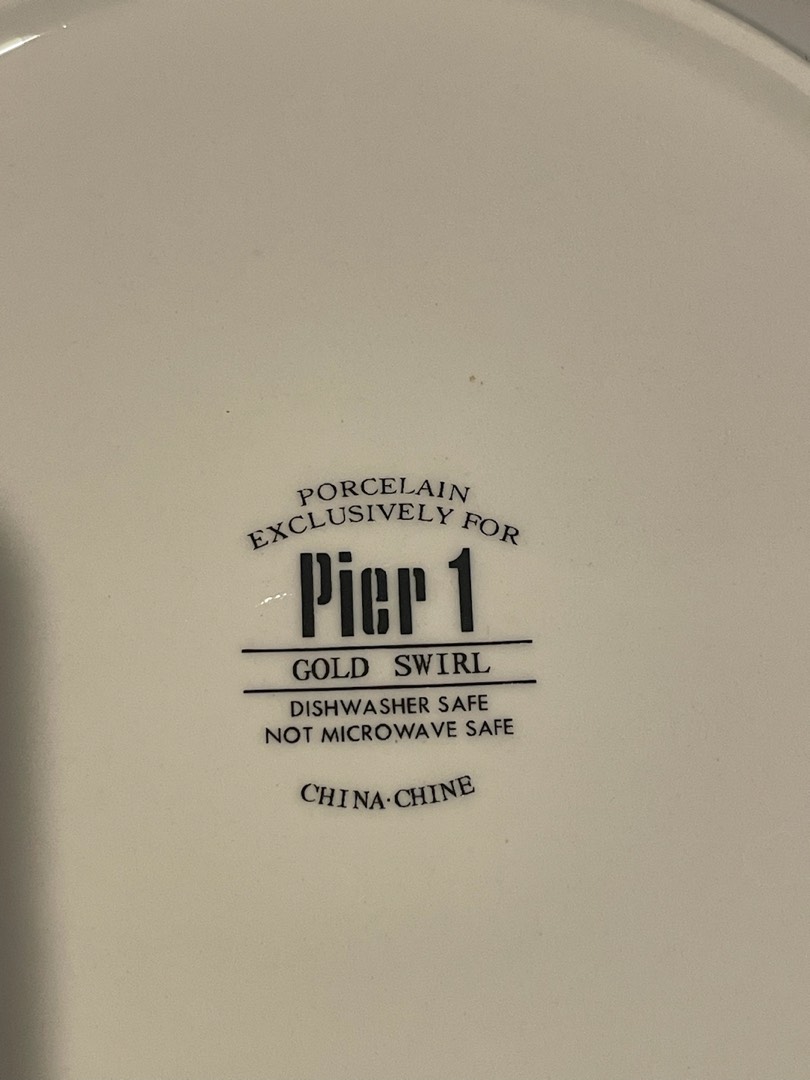 PORCELAIN
EXCLUSIVELY FOR
Pier 1
GOLD SWIRL
DISHWASHER SAFE
NOT MICROWAVE SAFE
CHINA·CHINE